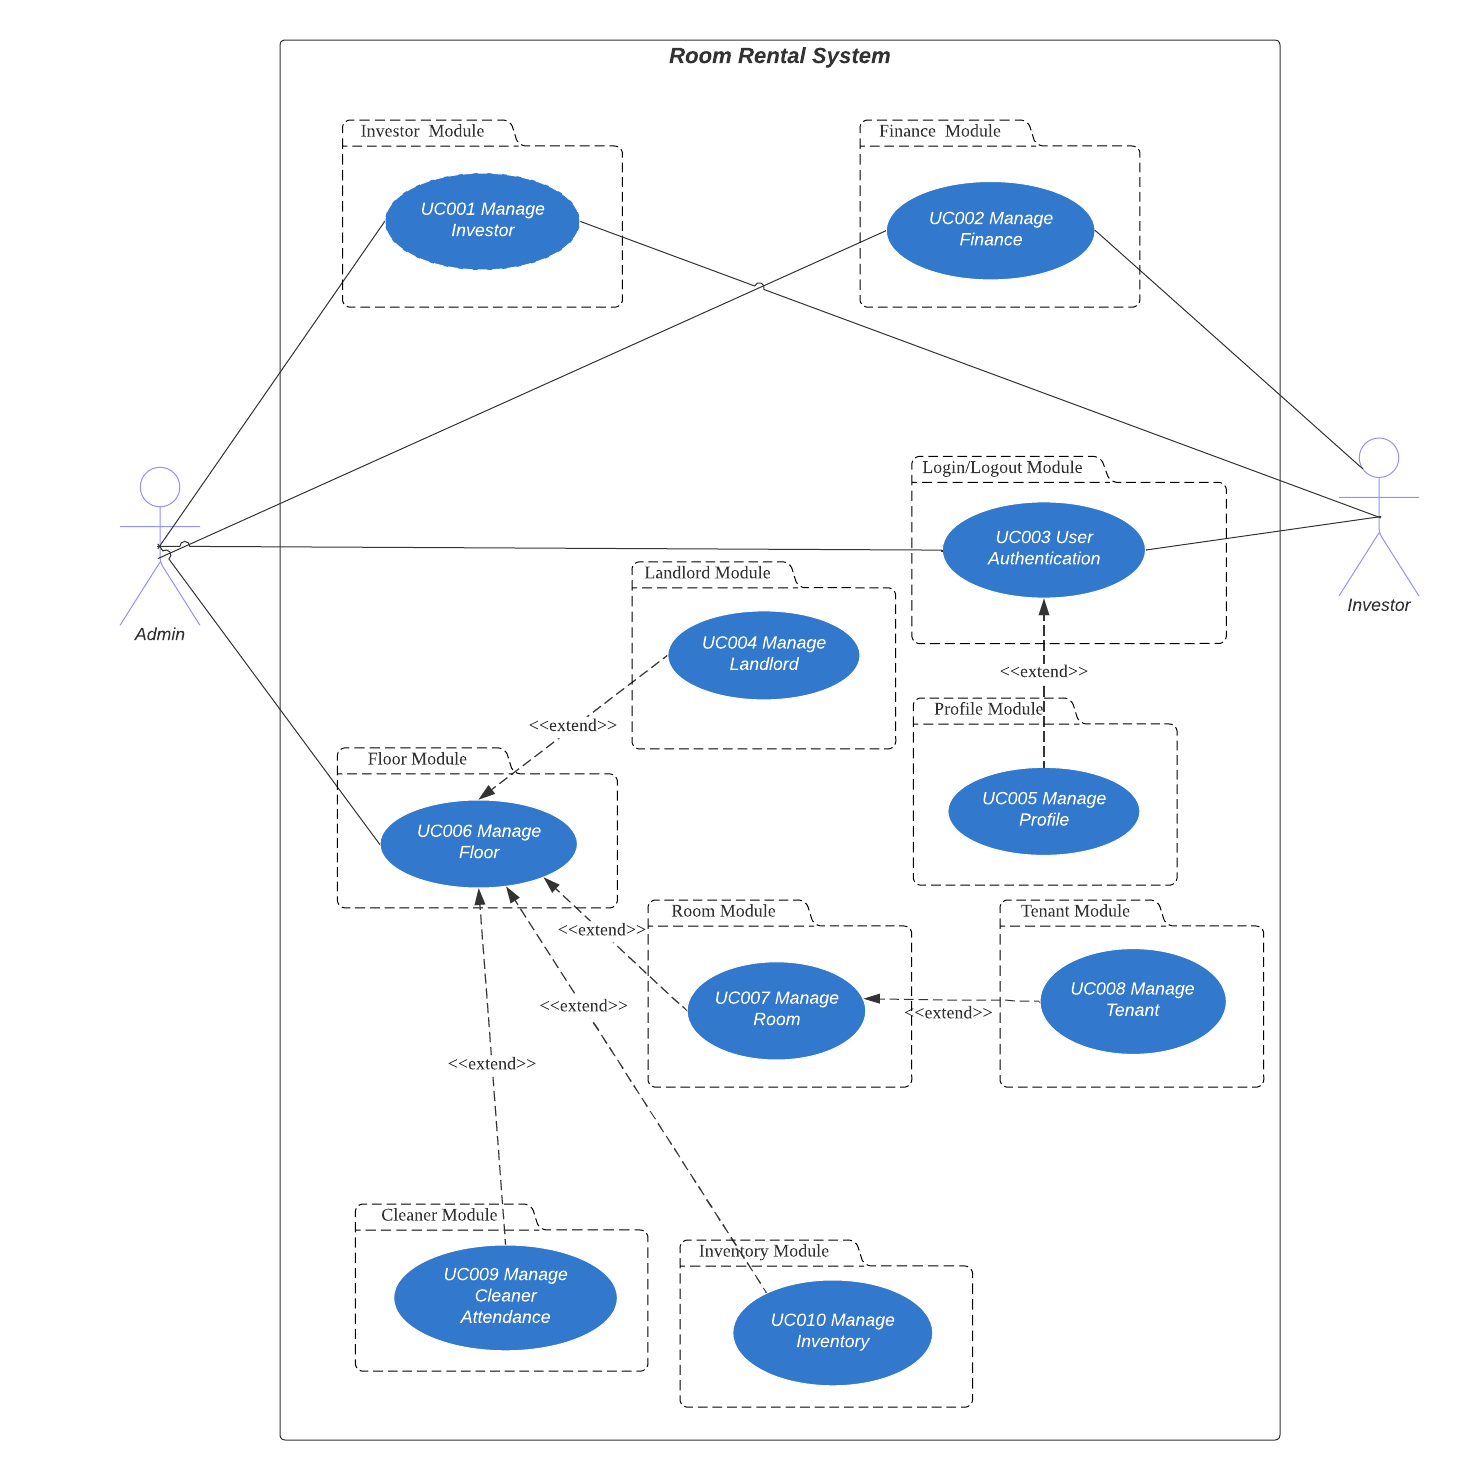 Room Rental System
Investor  Module
UC001 Manage
Investor
Finance  Module
UC002 Manage
Finance
Login/Logout Module
UC003 User
Authentication
Admin
Investor
Landlord Module
UC004 Manage
Landlord
<<extend>>
<<extend>>
Profile Module
UC005 Manage
Profile
Floor Module
UC006 Manage
Floor
<<extend>>
Room Module
UC007 Manage
Room
Tenant Module
UC008 Manage
Tenant
<<extend>>
<<extend>>
<<extend>>
Cleaner Module
UC009 Manage
Cleaner
Attendance
Inventory Module
UC010 Manage
Inventory